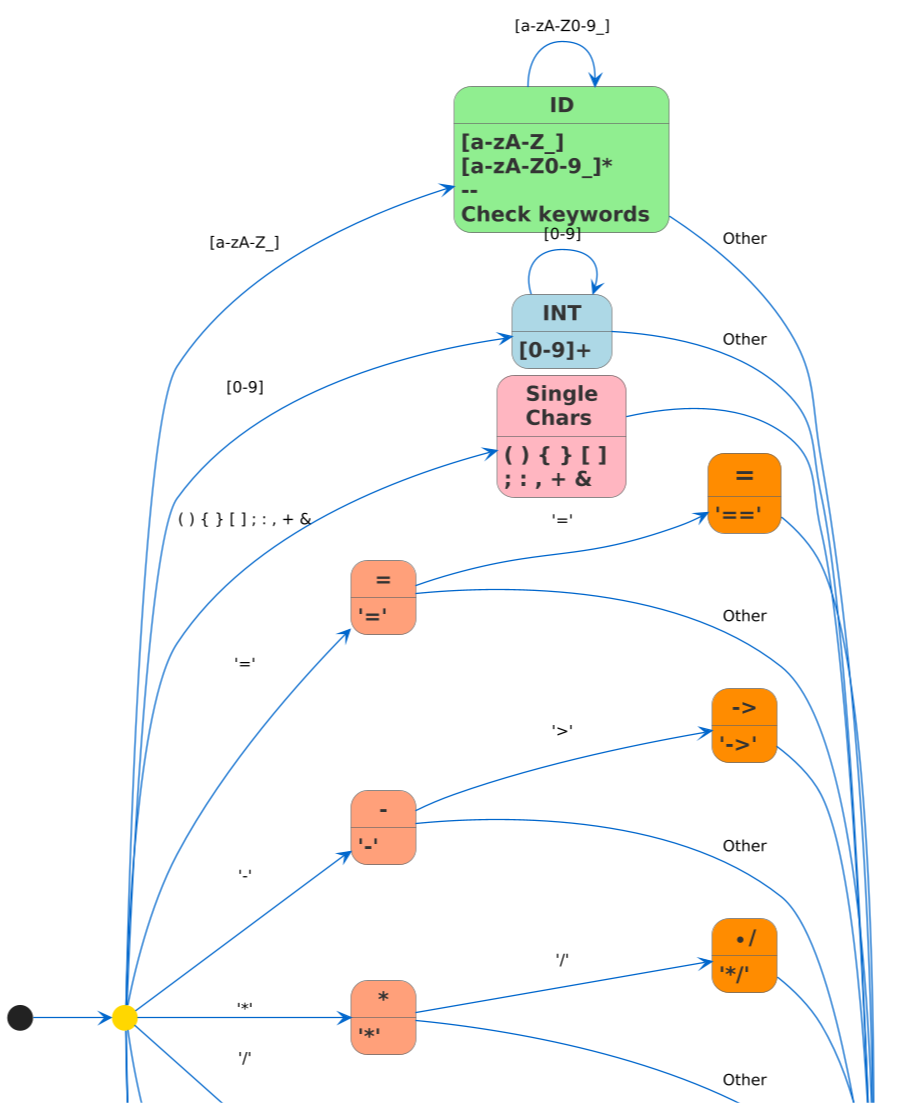 [a-zA-Z0-9_]
ID
[a-zA-Z_]
[a-zA-Z0-9_]*
--
Check keywords
[a-zA-Z_]
Other
[0-9]
INT
[0-9]+
Other
[0-9]
Single
Chars
( ) { } [ ]
; : , + &
( ) { } [ ] ; : , + &
'='
=
'=='
=
'='
Other
'='
->
'->'
'>'
-
'-'
Other
'-'
•/
'*/'
'/'
*
'*'
'*'
'/'
Other